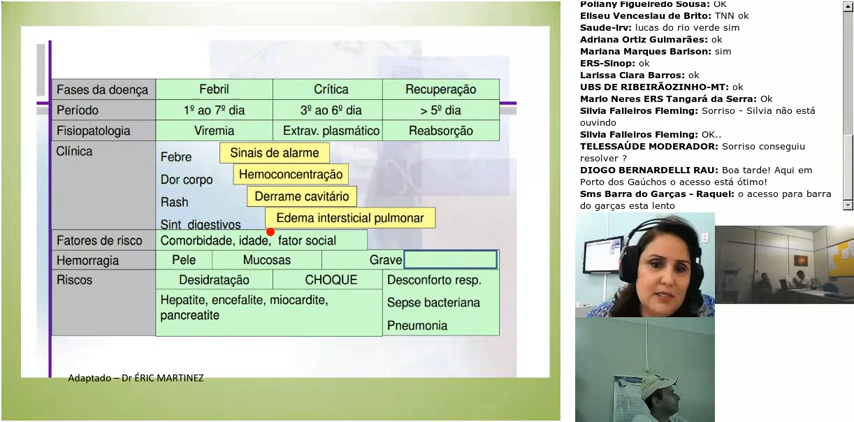 Fases da doença Febril Crítica Recuperação
Período 1º ao 7º dia 3º ao 6º dia > 5º dia
Fisiopatologia Viremia Extrav. plasmático Reabsorção
Clínica
Febre Sinais de alarme
Dor corpo Hemoconcentração
Rash Derrame cavitário
Sint digestivos Edema intersticial pulmonar
Fatores de risco Comorbidade, idade, fator social
Hemorragia Pele Mucosas Grave
Riscos Desidratação CHOQUE Desconforto resp.
Hepatite, encefalite, miocardite, Sepse bacteriana
pancreatite
Pneumonia
Adaptado – Dr ÉRIC MARTINEZ
Poliany Figueiredo Sousa: OK
Eliseu Venceslau de Brito: TNN ok
Saude-lrv: lucas do rio verde sim
Adriana Ortiz Guimarães: ok
Mariana Marques Barison: sim
ERS-Sinop: ok
Larissa Clara Barros: ok
UBS DE RIBEIRÃOZINHO-MT: ok
Mario Neres ERS Tangará da Serra: Ok
Silvia Falleiros Fleming: Sorriso - Silvia não está
ouvindo
Silvia Falleiros Fleming: OK..
TELESSAÚDE MODERADOR: Sorriso conseguiu
resolver ?
DIOGO BERNARDELLI RAU: Boa tarde! Aqui em
Porto dos Gaúchos o acesso está ótimo!
Sms Barra do Garças - Raquel: o acesso para barra
do garças esta lento